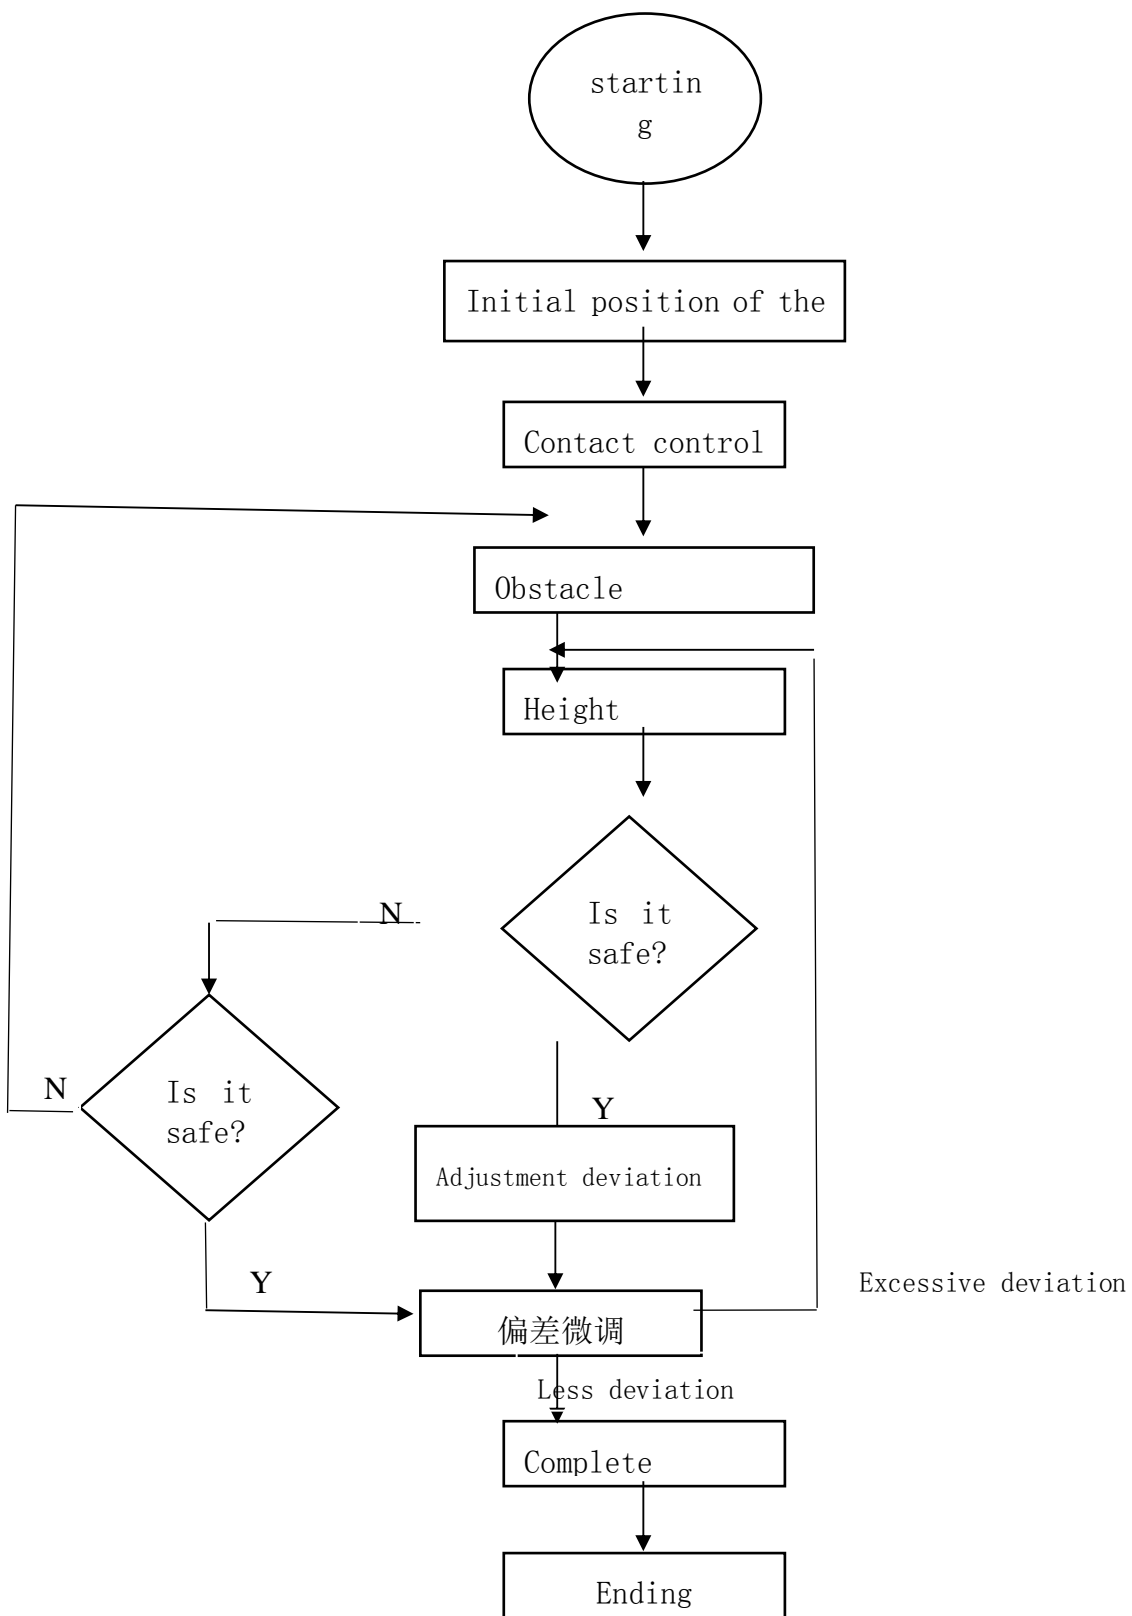 startin
g
Initial position of the
Contact control
Obstacle
Height
Is it
safe?
N
Is it
safe?
N
Y
Adjustment deviation
Y
Excessive deviation
偏差微调
Less deviation
Complete
Ending